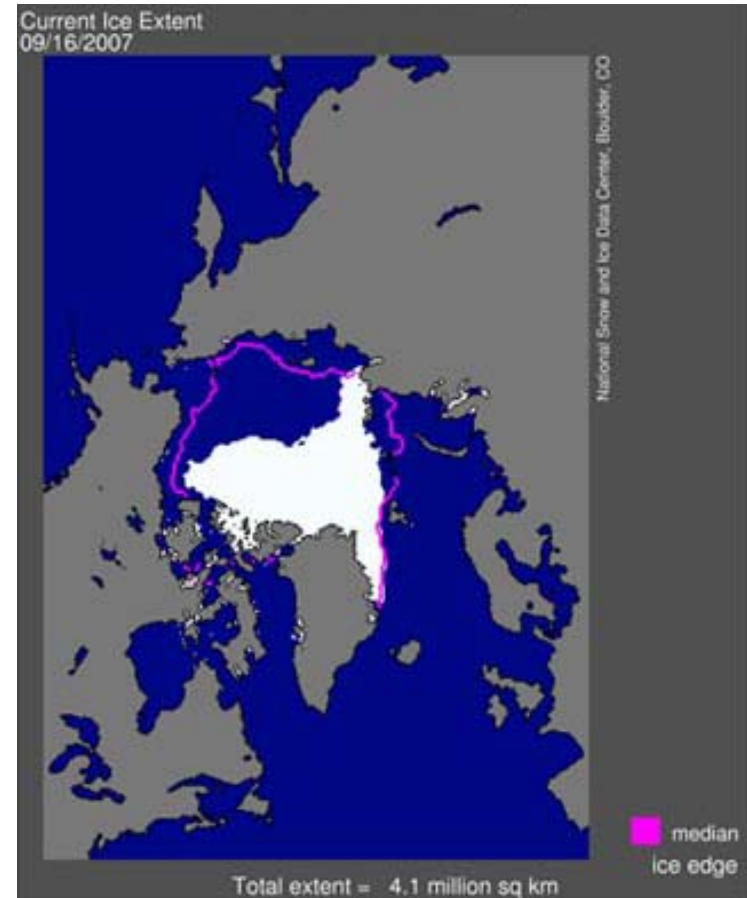 Current Ice Extent
09/16/2007
National Snow and Ice Data Center, Boulder, CO
median
ice edge
Total extent = 4.1 million sq km